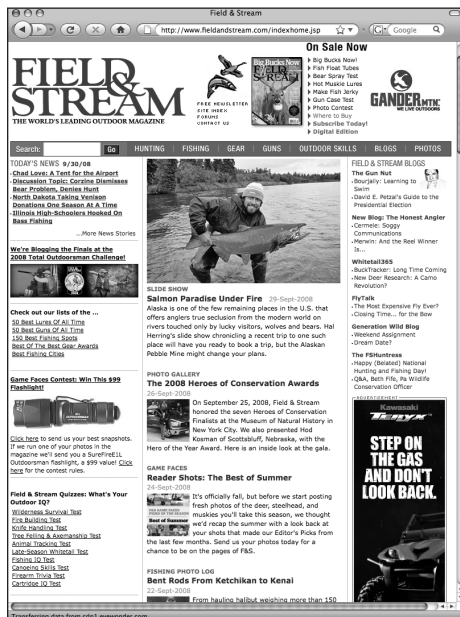 Field & Stream
http://www.fieldandstream.com/indexhome.jsp
Google
FIELD & STREAM
THE WORLD'S LEADING OUTDOOR MAGAZINE
FREE NEWSLETTER
SITE INDEX
FORUMS
CONTACT US
On Sale Now
Big Bucks Now!
Fish Float Tubes
Bear Spray Test
Hot Muskie Lures
Make Fish Jerky
Gun Case Test
Photo Contest
Where to Buy
Subscribe Today!
Digital Edition
GANDER MTN.
WE LIVE OUTDOORS
Search: Go HUNTING | FISHING | GEAR | GUNS | OUTDOOR SKILLS | BLOGS | PHOTOS
TODAY'S NEWS 9/30/08
Chad Love: A Tent for the Airport
Discussion Topic: Corzine Dismisses
Bear Problem, Denies Hunt
North Dakota Taking Venison
Donations One Season At A Time
Illinois High-Schoolers Hooked On
Bass Fishing
...More News Stories
We're Blogging the Finals at the
2008 Total Outdoorsman Challenge!
Check out our lists of the ...
50 Best Lures Of All Time
50 Best Guns Of All Time
150 Best Fishing Spots
Best Of The Best Gear Awards
Best Fishing Cities
Game Faces Contest: Win This $99
Flashlight!
Click here to send us your best snapshots.
If we run one of your photos in the
magazine we'll send you a SureFireE1L
Outdoorsman flashlight, a $99 value! Click
here for the contest rules.
Field & Stream Quizzes: What's Your
Outdoor IQ?
Wilderness Survival Test
Fire Building Test
Knife Handling Test
Tree Felling & Axemanship Test
Animal Tracking Test
Late-Season Whitetail Test
Fishing IQ Test
Canoeing Skills Test
Firearm Trivia Test
Cartridge IQ Test
SLIDE SHOW
Salmon Paradise Under Fire 29-Sept-2008
Alaska is one of the few remaining places in the U.S. that
offers anglers true seclusion from the modern world on
rivers touched only by lucky visitors, wolves and bears. Hal
Herring's slide show chronicling a recent trip to one such
place will have you ready to book a trip, but the Alaskan
Pebble Mine might change your plans.
PHOTO GALLERY
The 2008 Heroes of Conservation Awards
26-Sept-2008
On September 25, 2008, Field & Stream
honored the seven Heroes of Conservation
Finalists at the Museum of Natural History in
New York City. We also presented Hod
Kosman of Scottsbluff, Nebraska, with the
Hero of the Year Award. Here is an inside look at the gala.
GAME FACES
Reader Shots: The Best of Summer
24-Sept-2008
It's officially fall, but before we start posting
fresh photos of the deer, steelhead, and
muskies you'll take this season, we thought
we'd recap the summer with a look back at
your shots that made our Editor's Picks from
the last few months. Send us your photos today for a
chance to be on the pages of F&S.
FISHING PHOTO LOG
Bent Rods From Ketchikan to Kenai
22-Sept-2008
From hauling halibut weighing more than 150
FIELD & STREAM BLOGS
The Gun Nut
Bourjaily: Learning to
Swim
David E. Petzal's Guide to the
Presidential Election
New Blog: The Honest Angler
Cermele: Soggy
Communications
Merwin: And the Reel Winner
Is...
Whitetail365
BuckTracker: Long Time Coming
New Deer Research: A Camo
Revolution?
FlyTalk
The Most Expensive Fly Ever?
Closing Time... for the Bow
Generation Wild Blog
Weekend Assignment
Dream Date?
The FSHuntress
Happy (Belated) National
Hunting and Fishing Day!
Q&A, Beth Fife, Pa Wildlife
Conservation Officer
ADVERTISEMENT
Kawasaki
Teryx
STEP ON
THE GAS
AND DON'T
LOOK BACK.